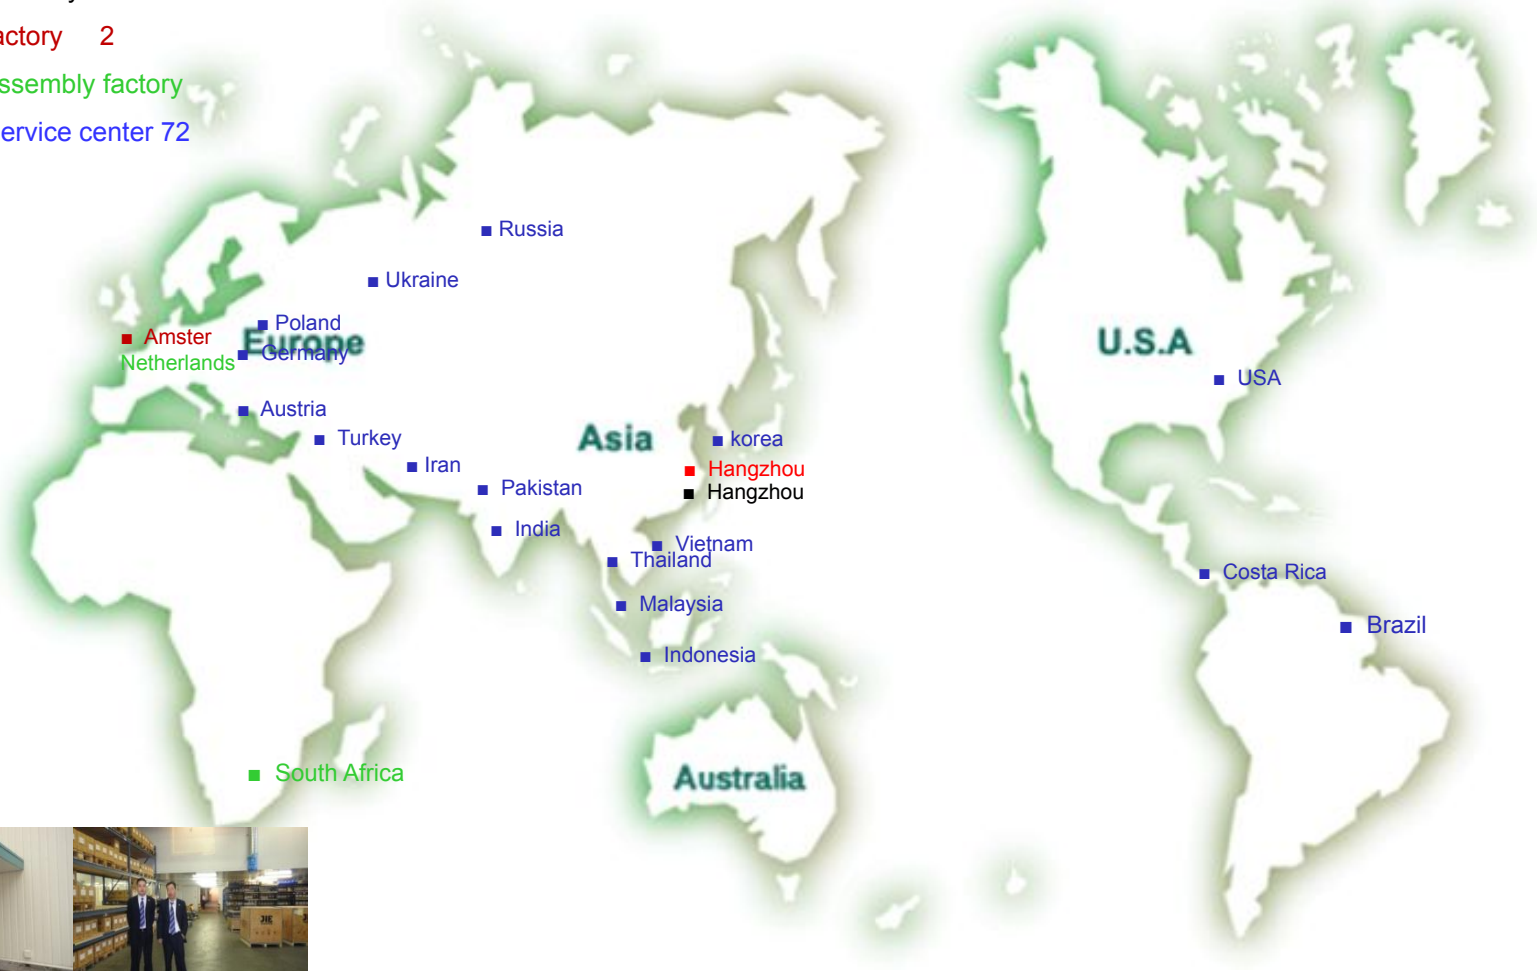 actory 2
ssembly factory
ervice center 72
Russia
Ukraine
Poland
Amster
Europe
Netherlands
Germany
U.S.A
USA
Austria
Turkey
Asia
korea
Iran
Hangzhou
Pakistan
Hangzhou
India
Vietnam
Thailand
Costa Rica
Malaysia
Brazil
Indonesia
South Africa
Australia
JIE